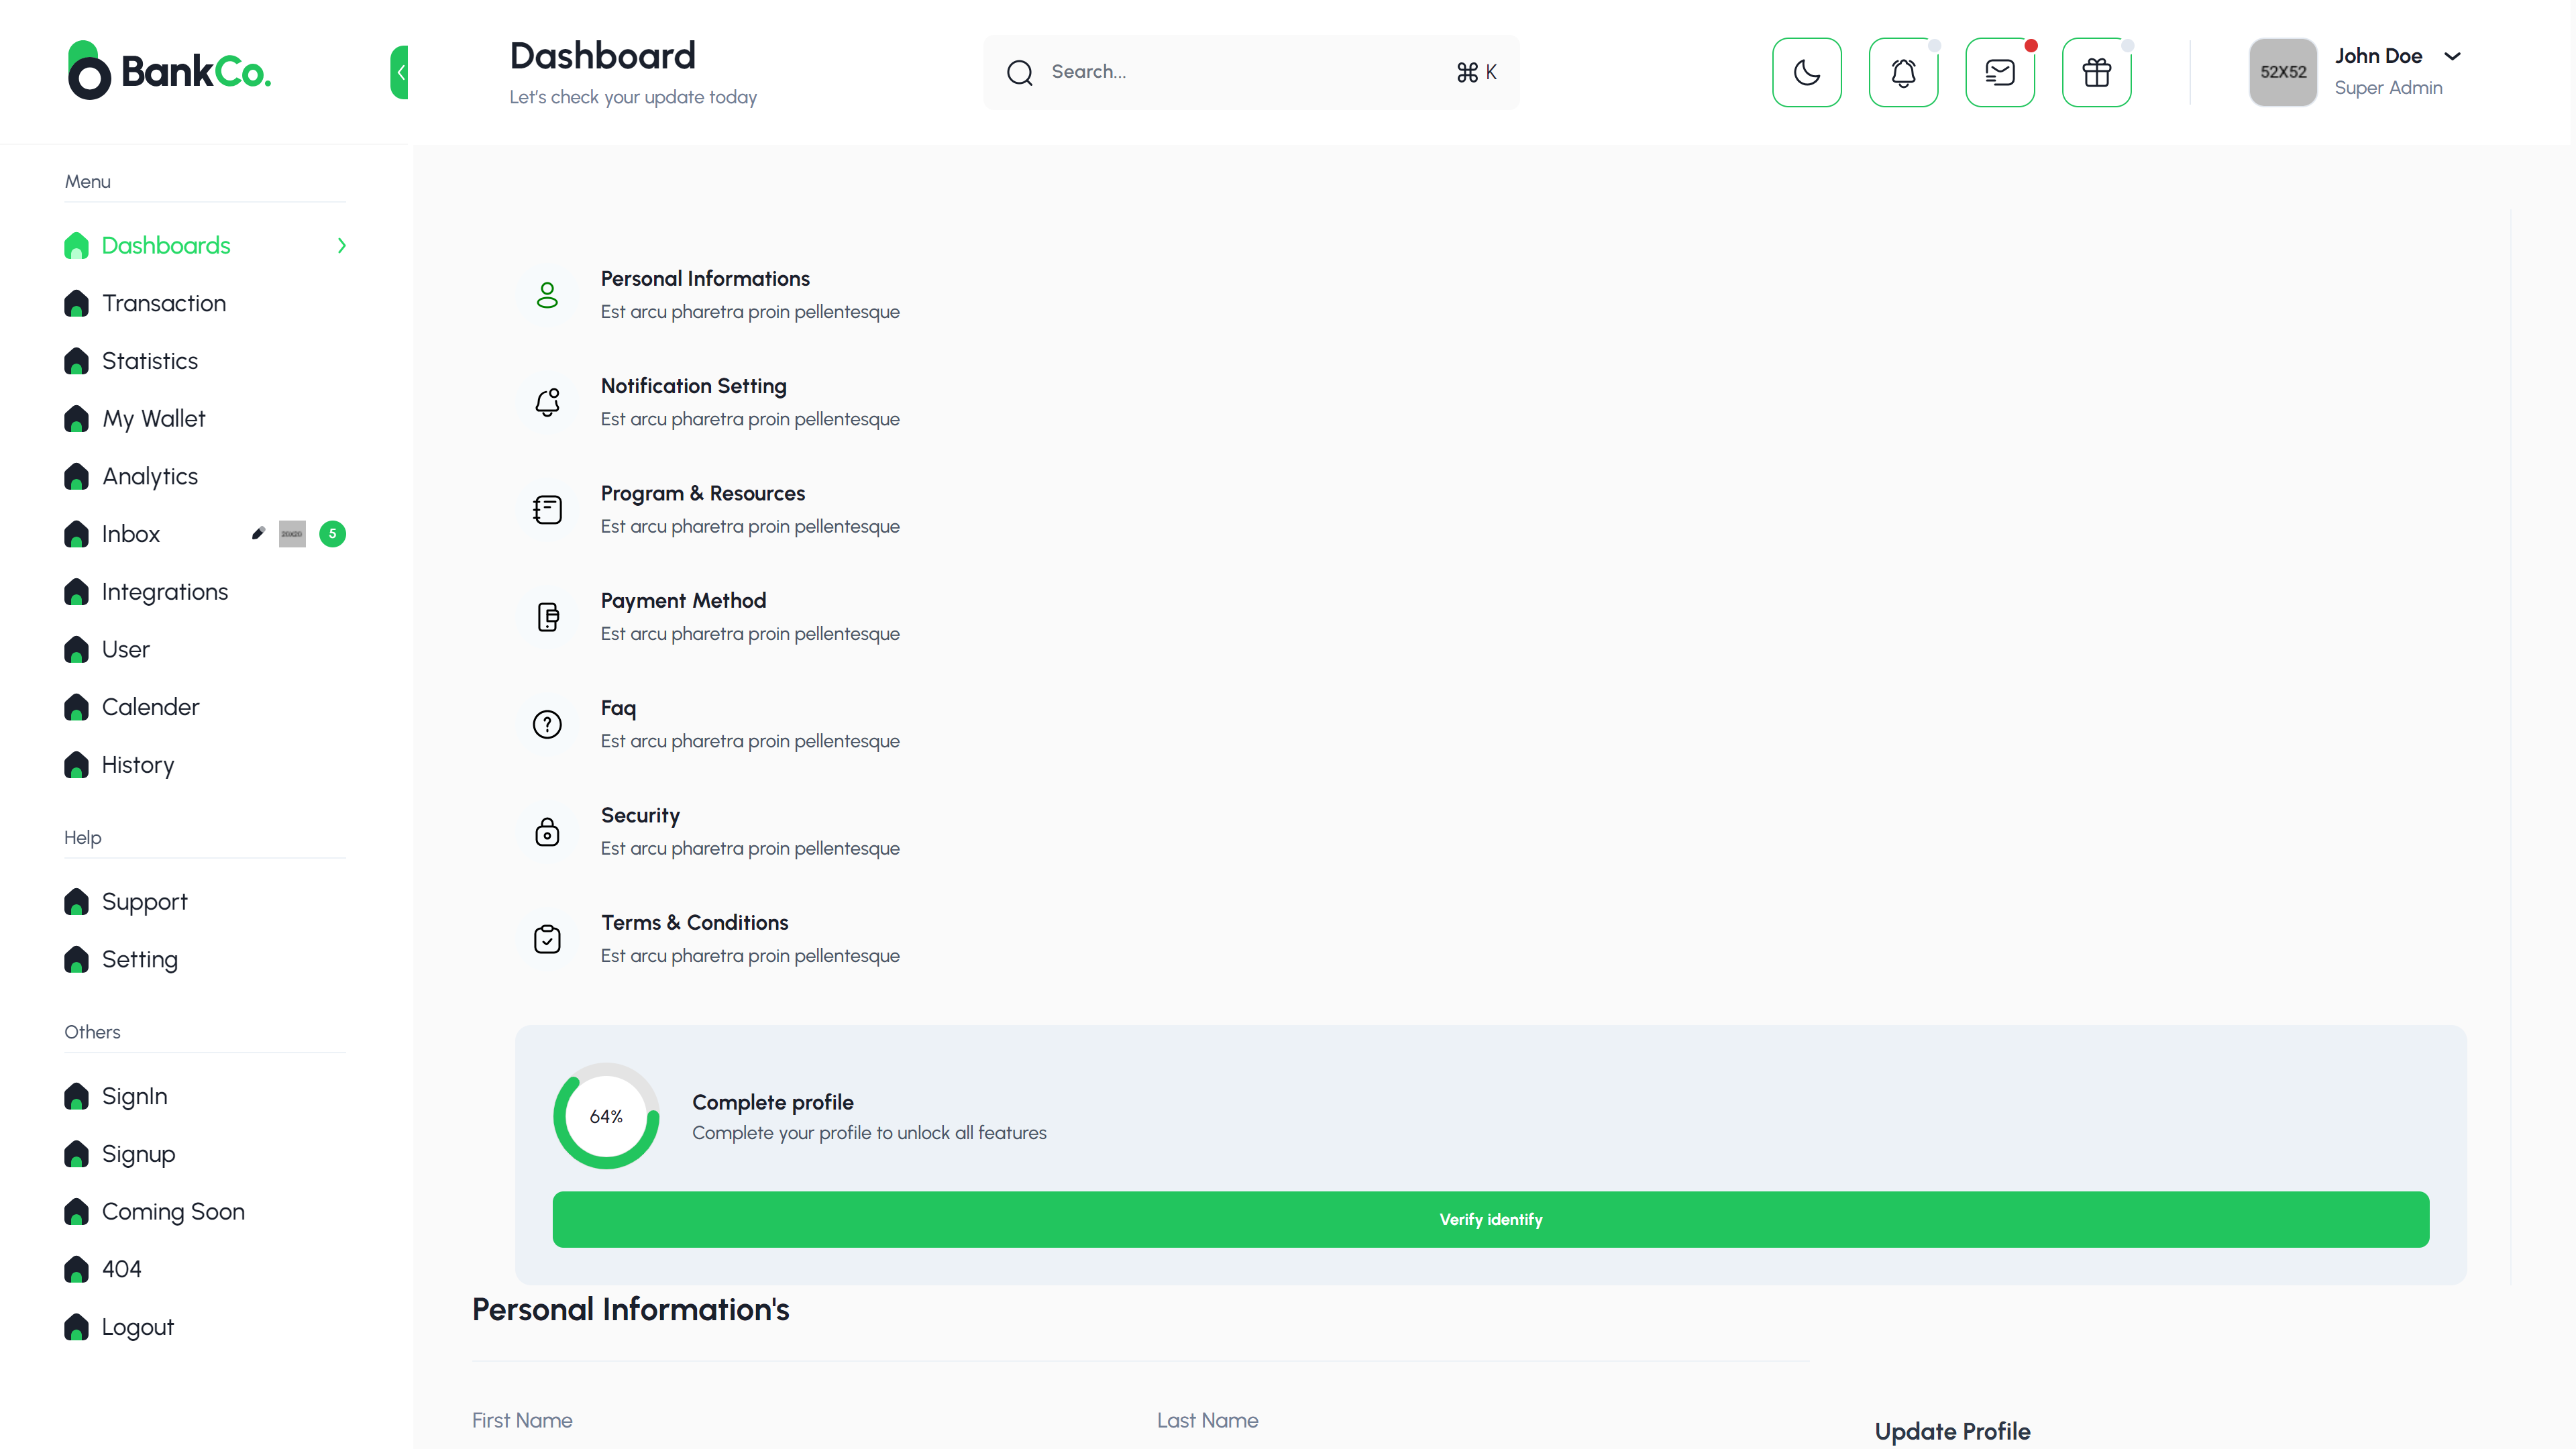 BankCo.
Dashboard
Let's check your update today
Search...
⌘ K
52X52
John Doe
Super Admin
Menu
Dashboards
Transaction
Statistics
My Wallet
Analytics
Inbox
20X20
5
Integrations
User
Calender
History
Help
Support
Setting
Others
SignIn
Signup
Coming Soon
404
Logout
Personal Informations
Est arcu pharetra proin pellentesque
Notification Setting
Est arcu pharetra proin pellentesque
Program & Resources
Est arcu pharetra proin pellentesque
Payment Method
Est arcu pharetra proin pellentesque
Faq
Est arcu pharetra proin pellentesque
Security
Est arcu pharetra proin pellentesque
Terms & Conditions
Est arcu pharetra proin pellentesque
64%
Complete profile
Complete your profile to unlock all features
Verify identify
Personal Information's
First Name
Last Name
Update Profile